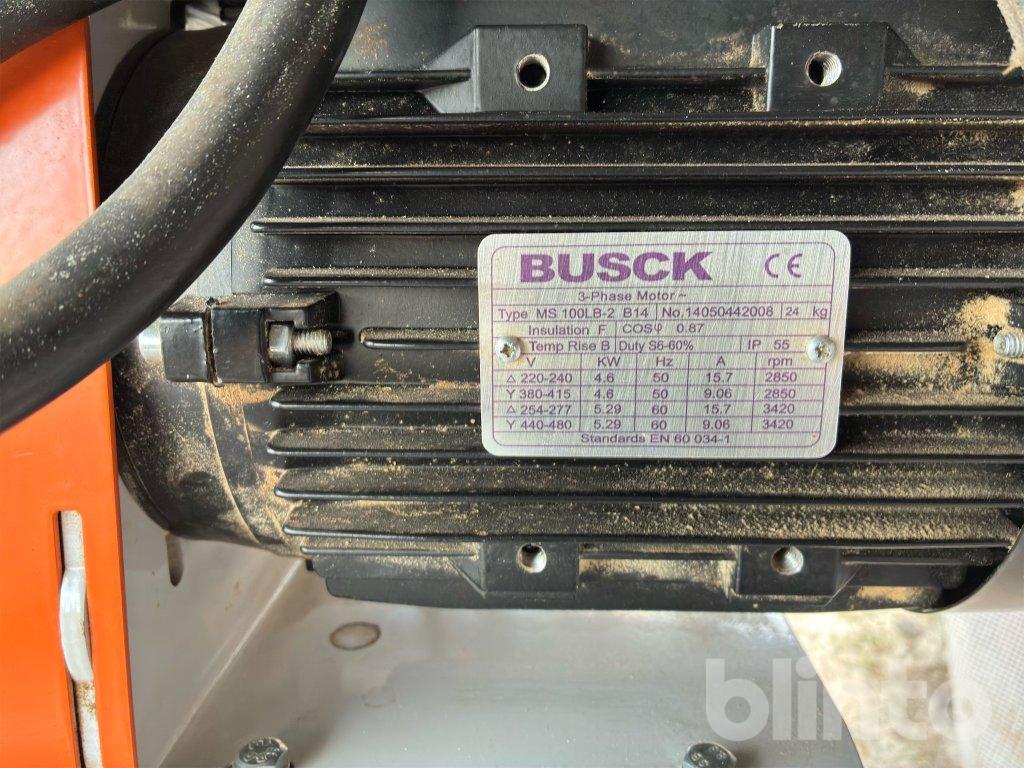 BUSCK CE
3-Phase Motor ~
Type MS 100LB-2 B14 No.14050442008 24 kg
Insulation F COSφ 0.87
Temp Rise B Duty S6-60% IP 55
V KW Hz A rpm
△ 220-240 4.6 50 15.7 2850
Y 380-415 4.6 50 9.06 2850
△ 254-277 5.29 60 15.7 3420
Y 440-480 5.29 60 9.06 3420
Standards EN 60 034-1
blinto